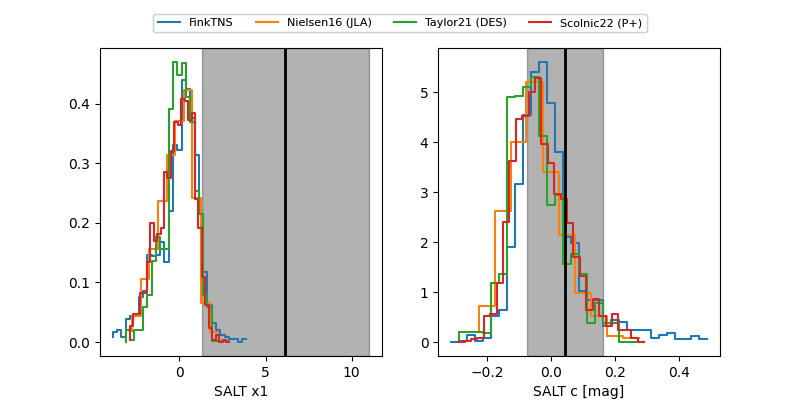 FinkTNS Nielsen16 (JLA) Taylor21 (DES) Scolnic22 (P+)
0.4
0.3
0.2
0.1
0.0
0 5 10
SALT x1
5
4
3
2
1
0
−0.2 0.0 0.2 0.4
SALT c [mag]